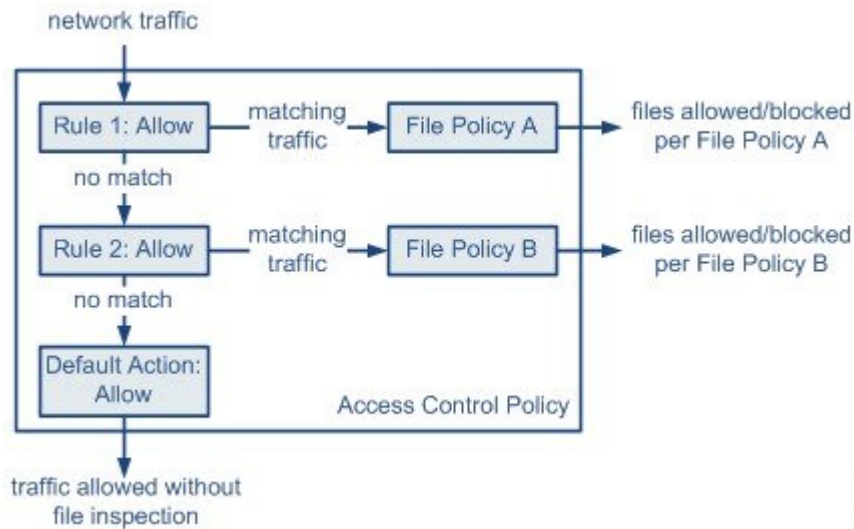 network traffic
Rule 1: Allow
matching
traffic
File Policy A
files allowed/blocked
per File Policy A
no match
Rule 2: Allow
matching
traffic
File Policy B
files allowed/blocked
per File Policy B
no match
Default Action:
Allow
Access Control Policy
traffic allowed without
file inspection